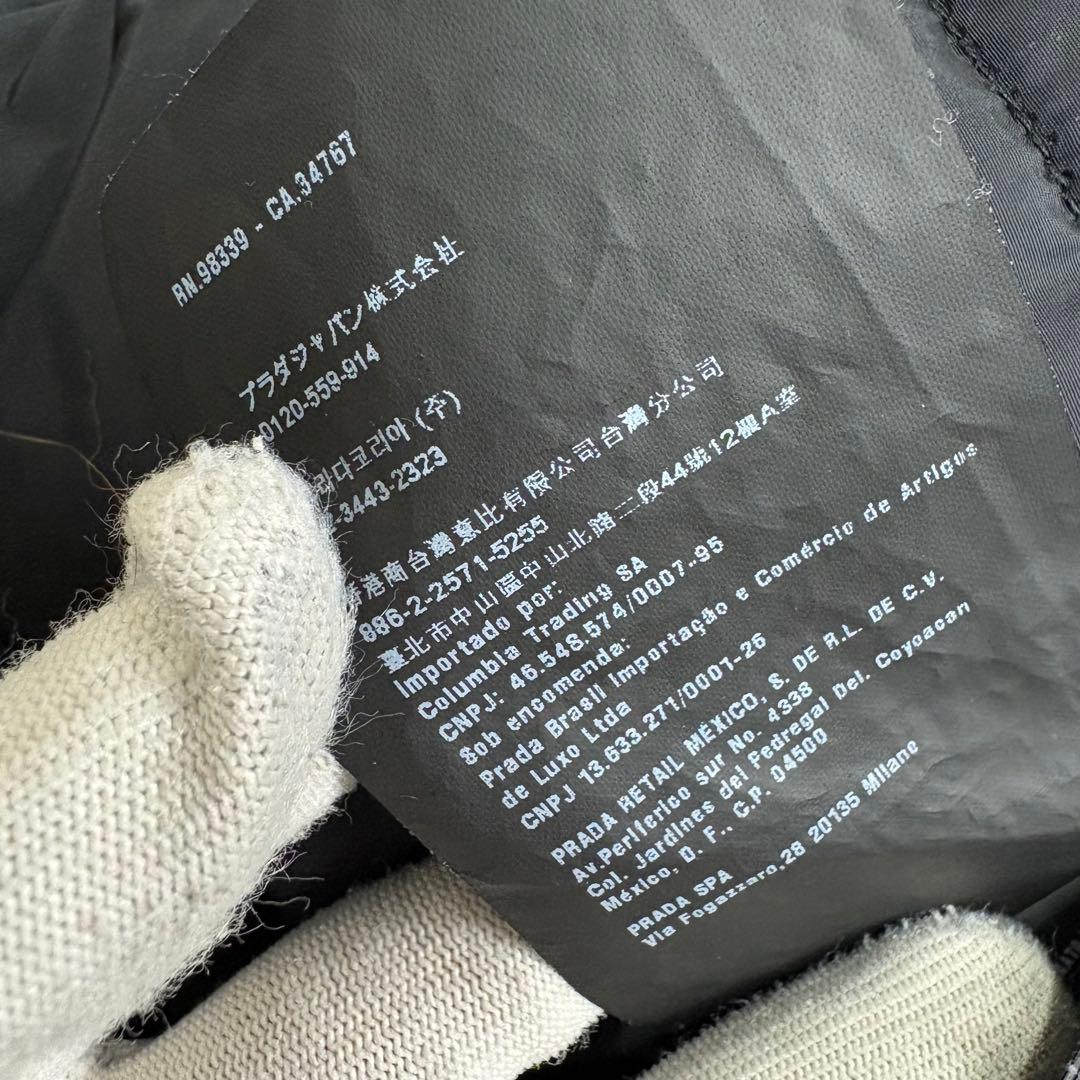 RN.98339 - CA.34767
プラダジャパン株式会社
0120-559-914
라다코리아 (주)
-3443-2323
香港商台灣寮比有限公司台灣分公司
886-2-2571-5255
臺北市中山區中山北路二段44號12樓A室
Importado por:
Columbia Trading SA
CNPJ: 46.548.574/0007-95
Sob encomenda:
Prada Brasil Importação e Comércio de Artigos
de Luxo Ltda
CNPJ 13.633.271/0001-26
PRADA RETAIL MÉXICO, S. DE R.L. DE C.V.
Av.Periferico sur No. 4338
Col. Jardines del Pedregal Del. Coyoacan
México, D. F., C.P. 04500
PRADA SPA
Via Fogazzaro,28 20135 Milano